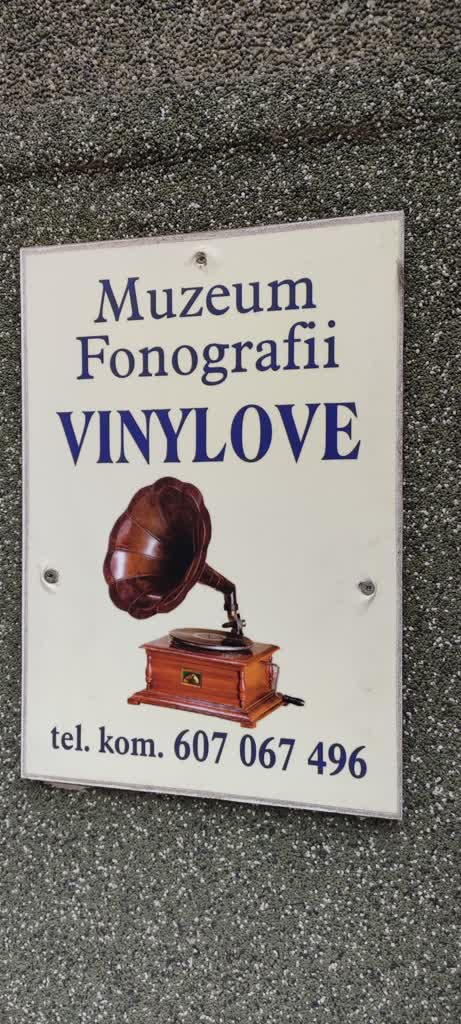 Muzeum
Fonografii
VINYLOVE
tel. kom. 607 067 496